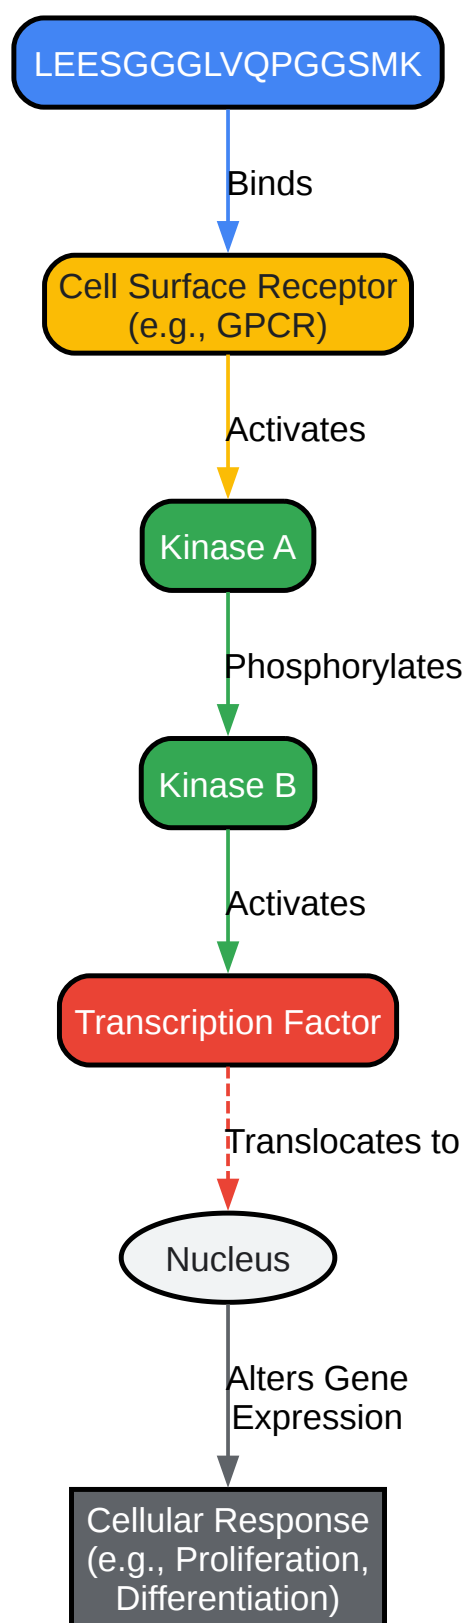 LEESGGGLVQPGGSMK
Binds
Cell Surface Receptor
(e.g., GPCR)
Activates
Kinase A
Phosphorylates
Kinase B
Activates
Transcription Factor
Translocates to
Nucleus
Alters Gene
Expression
Cellular Response
(e.g., Proliferation,
Differentiation)